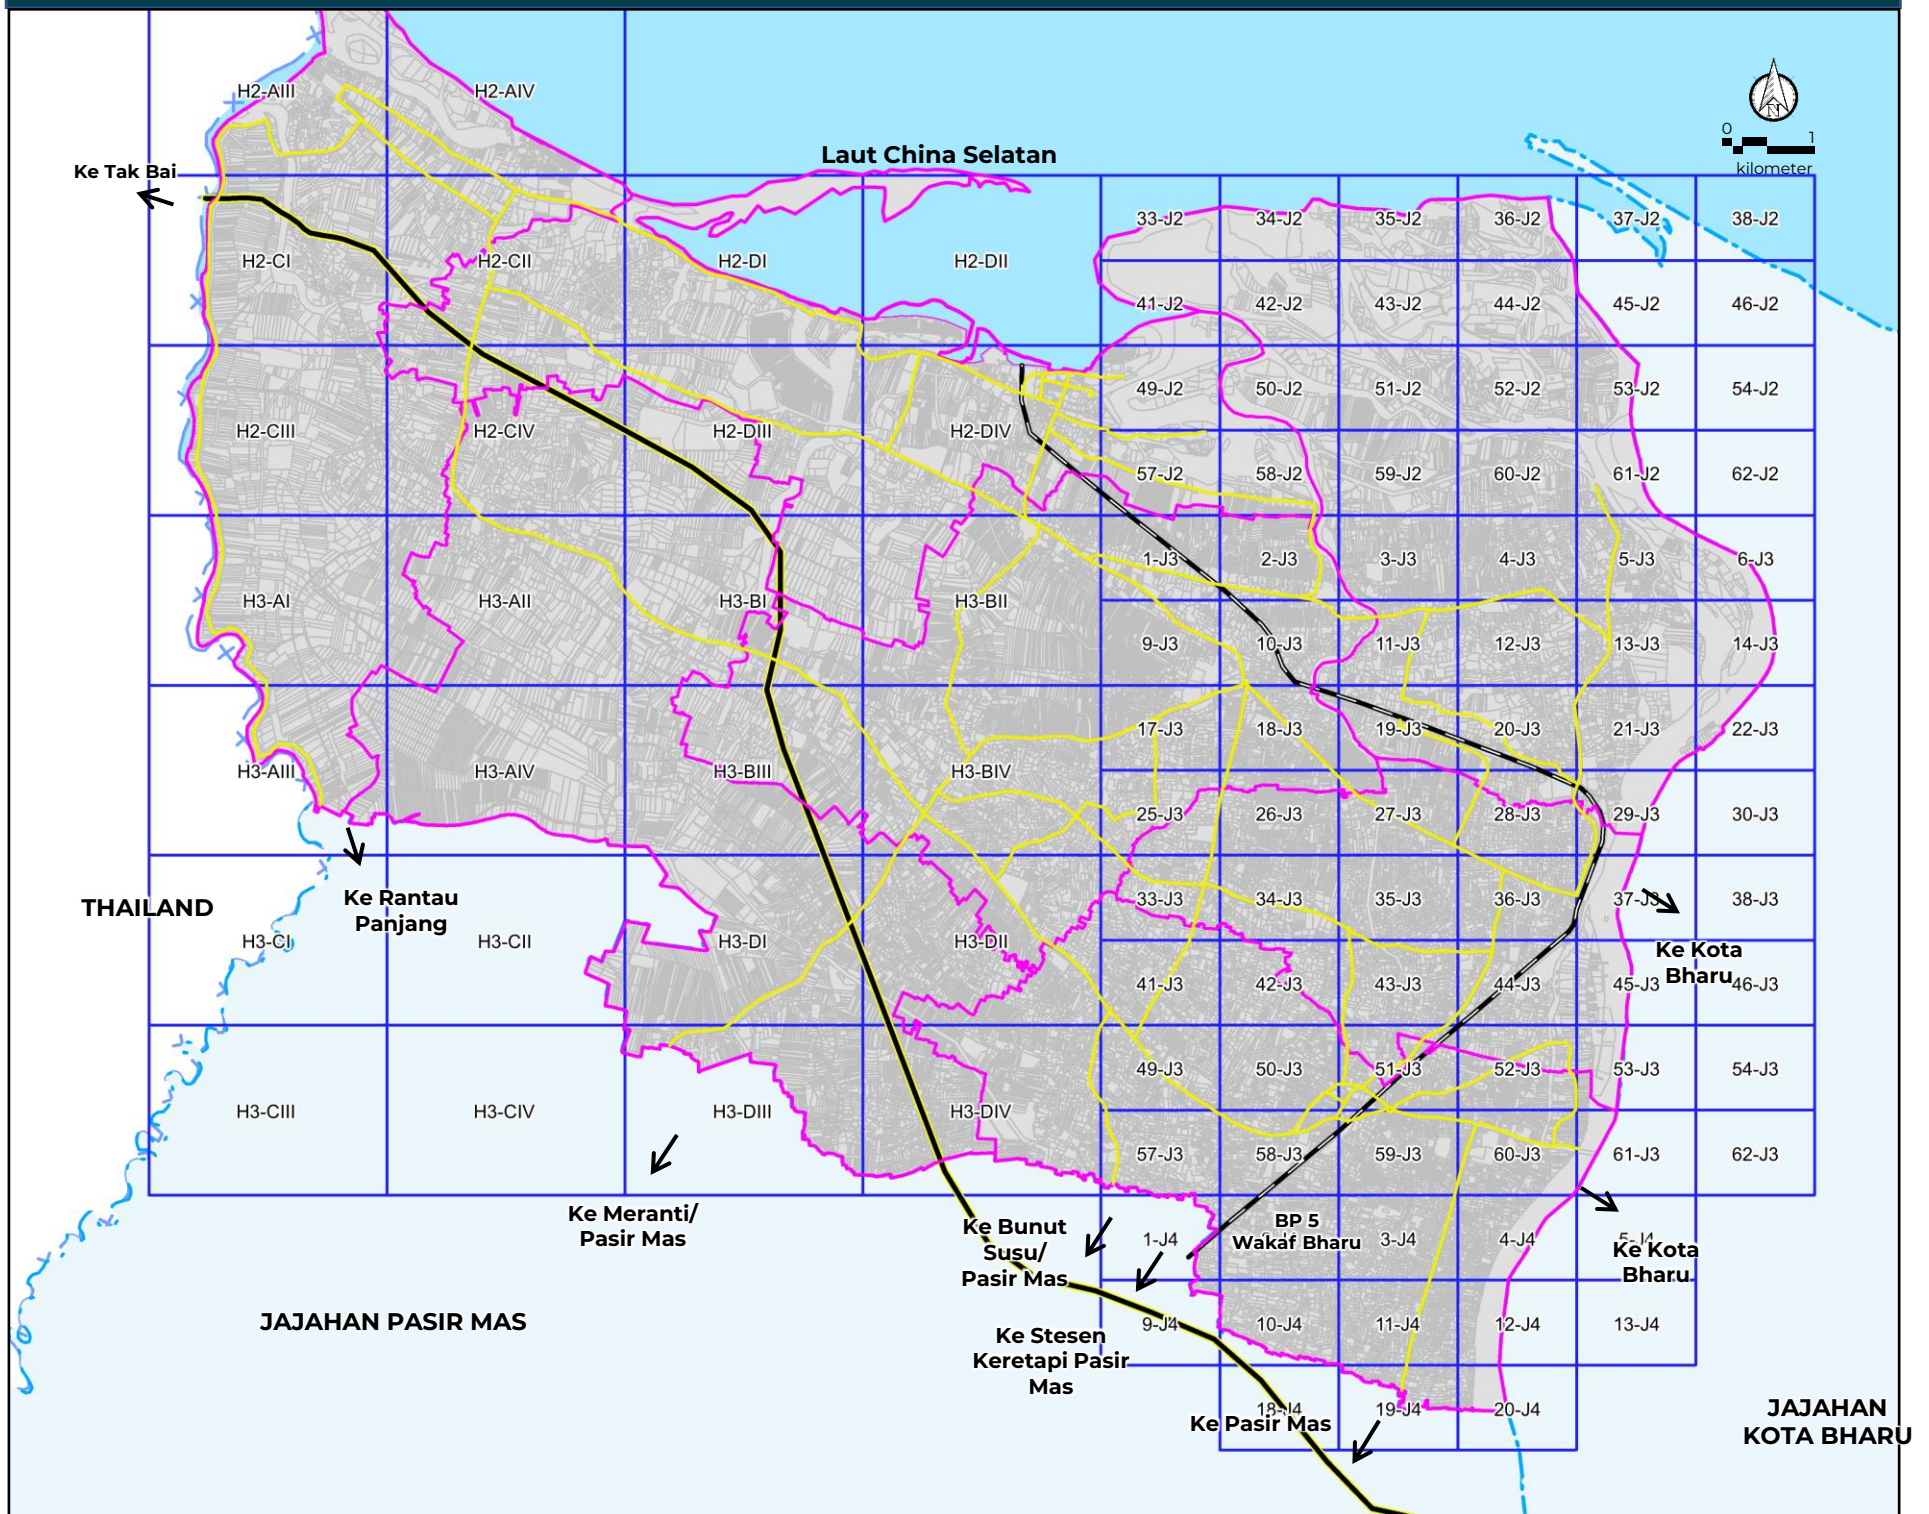 H2-AIII
H2-AIV
N
0
1
kilometer
Laut China Selatan
Ke Tak Bai
33-J2
34-J2
35-J2
36-J2
37-J2
38-J2
H2-CI
H2-CII
H2-DI
H2-DII
41-J2
42-J2
43-J2
44-J2
45-J2
46-J2
49-J2
50-J2
51-J2
52-J2
53-J2
54-J2
H2-CIII
H2-CIV
H2-DIII
H2-DIV
57-J2
58-J2
59-J2
60-J2
61-J2
62-J2
1-J3
2-J3
3-J3
4-J3
5-J3
6-J3
H3-AI
H3-AII
H3-BI
H3-BII
9-J3
10-J3
11-J3
12-J3
13-J3
14-J3
17-J3
18-J3
19-J3
20-J3
21-J3
22-J3
H3-AIII
H3-AIV
H3-BIII
H3-BIV
25-J3
26-J3
27-J3
28-J3
29-J3
30-J3
THAILAND
Ke Rantau
Panjang
33-J3
34-J3
35-J3
36-J3
37-J3
38-J3
H3-CI
H3-CII
H3-DI
H3-DII
Ke Kota
Bharu
41-J3
42-J3
43-J3
44-J3
45-J3
46-J3
49-J3
50-J3
51-J3
52-J3
53-J3
54-J3
H3-CIII
H3-CIV
H3-DIII
H3-DIV
57-J3
58-J3
59-J3
60-J3
61-J3
62-J3
Ke Meranti/
Pasir Mas
Ke Bunut
Susu/
Pasir Mas
1-J4
BP 5
Wakaf Bharu
3-J4
4-J4
5-J4
Ke Kota
Bharu
JAJAHAN PASIR MAS
Ke Stesen
Keretapi Pasir
Mas
9-J4
10-J4
11-J4
12-J4
13-J4
18-J4
19-J4
20-J4
Ke Pasir Mas
JAJAHAN
KOTA BHARU